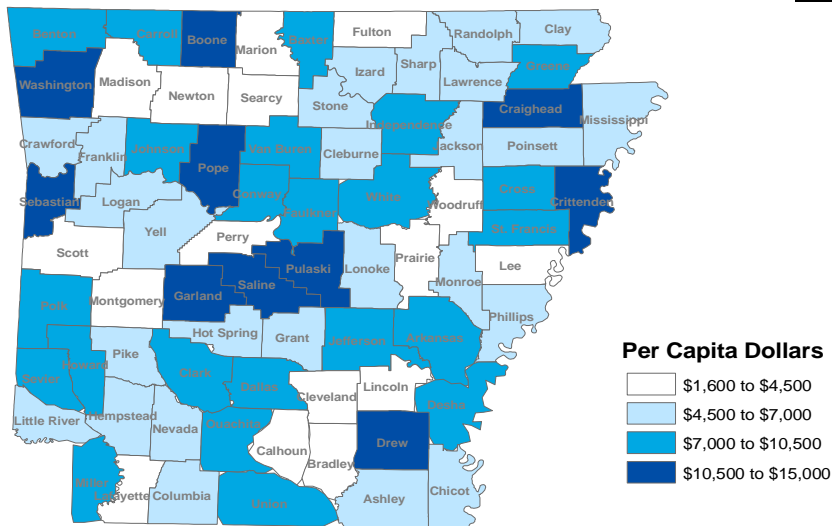 Benton
Carroll
Boone
Marion
Baxter
Fulton
Randolph
Clay
Izard
Sharp
Lawrence
Greene
Washington
Madison
Newton
Searcy
Stone
Independence
Craighead
Mississippi
Crawford
Franklin
Johnson
Pope
Van Buren
Cleburne
Jackson
Poinsett
Sebastian
Logan
Conway
Faulkner
White
Woodruff
Cross
Crittenden
Yell
Perry
St. Francis
Scott
Prairie
Lee
Pulaski
Lonoke
Monroe
Saline
Garland
Montgomery
Polk
Phillips
Hot Spring
Grant
Jefferson
Arkansas
Pike
Howard
Clark
Dallas
Sevier
Cleveland
Lincoln
Desha
Little River
Hempstead
Nevada
Ouachita
Calhoun
Bradley
Drew
Miller
Lafayette
Columbia
Union
Ashley
Chicot
Per Capita Dollars
$1,600 to $4,500
$4,500 to $7,000
$7,000 to $10,500
$10,500 to $15,000